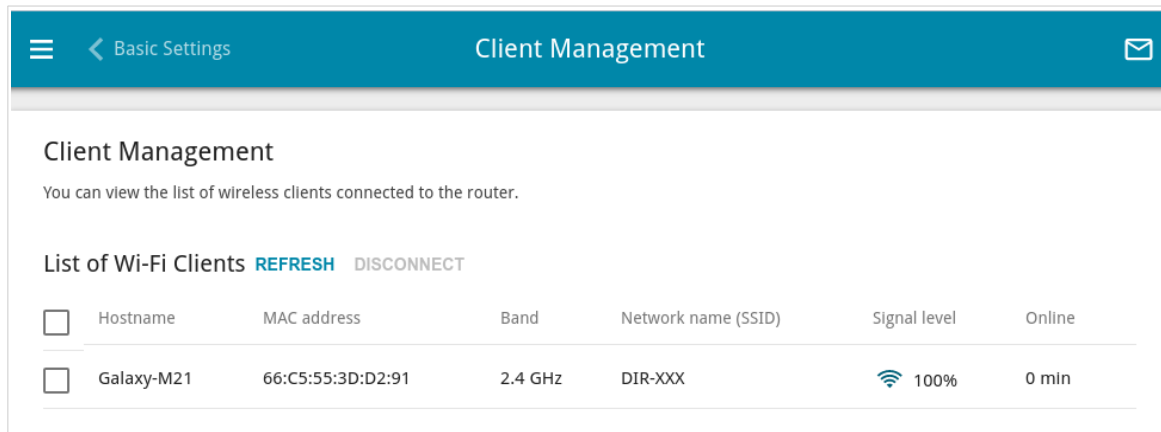 Basic Settings Client Management
Client Management
You can view the list of wireless clients connected to the router.
List of Wi-Fi Clients REFRESH DISCONNECT
Hostname MAC address Band Network name (SSID) Signal level Online
Galaxy-M21 66:C5:55:3D:D2:91 2.4 GHz DIR-XXX 100% 0 min